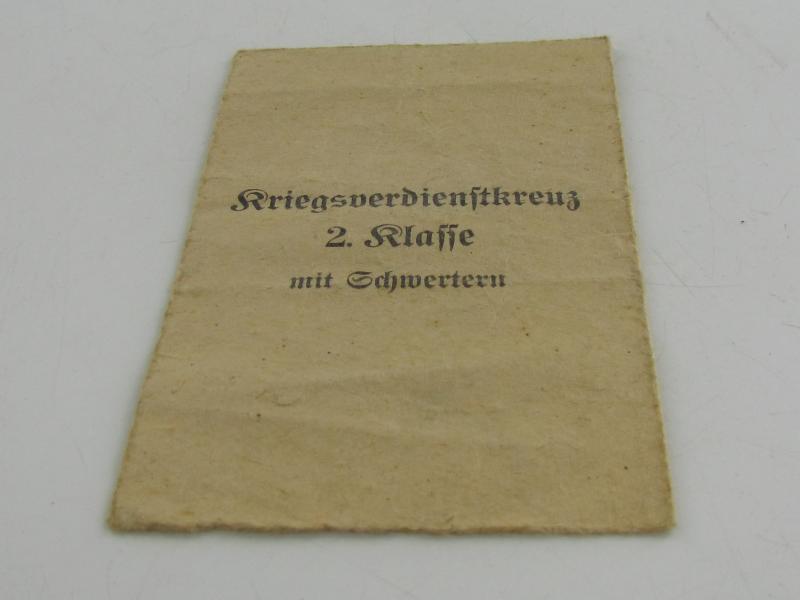 Kriegsverdienſtkreuz
2. Klaſſe
mit Schwertern